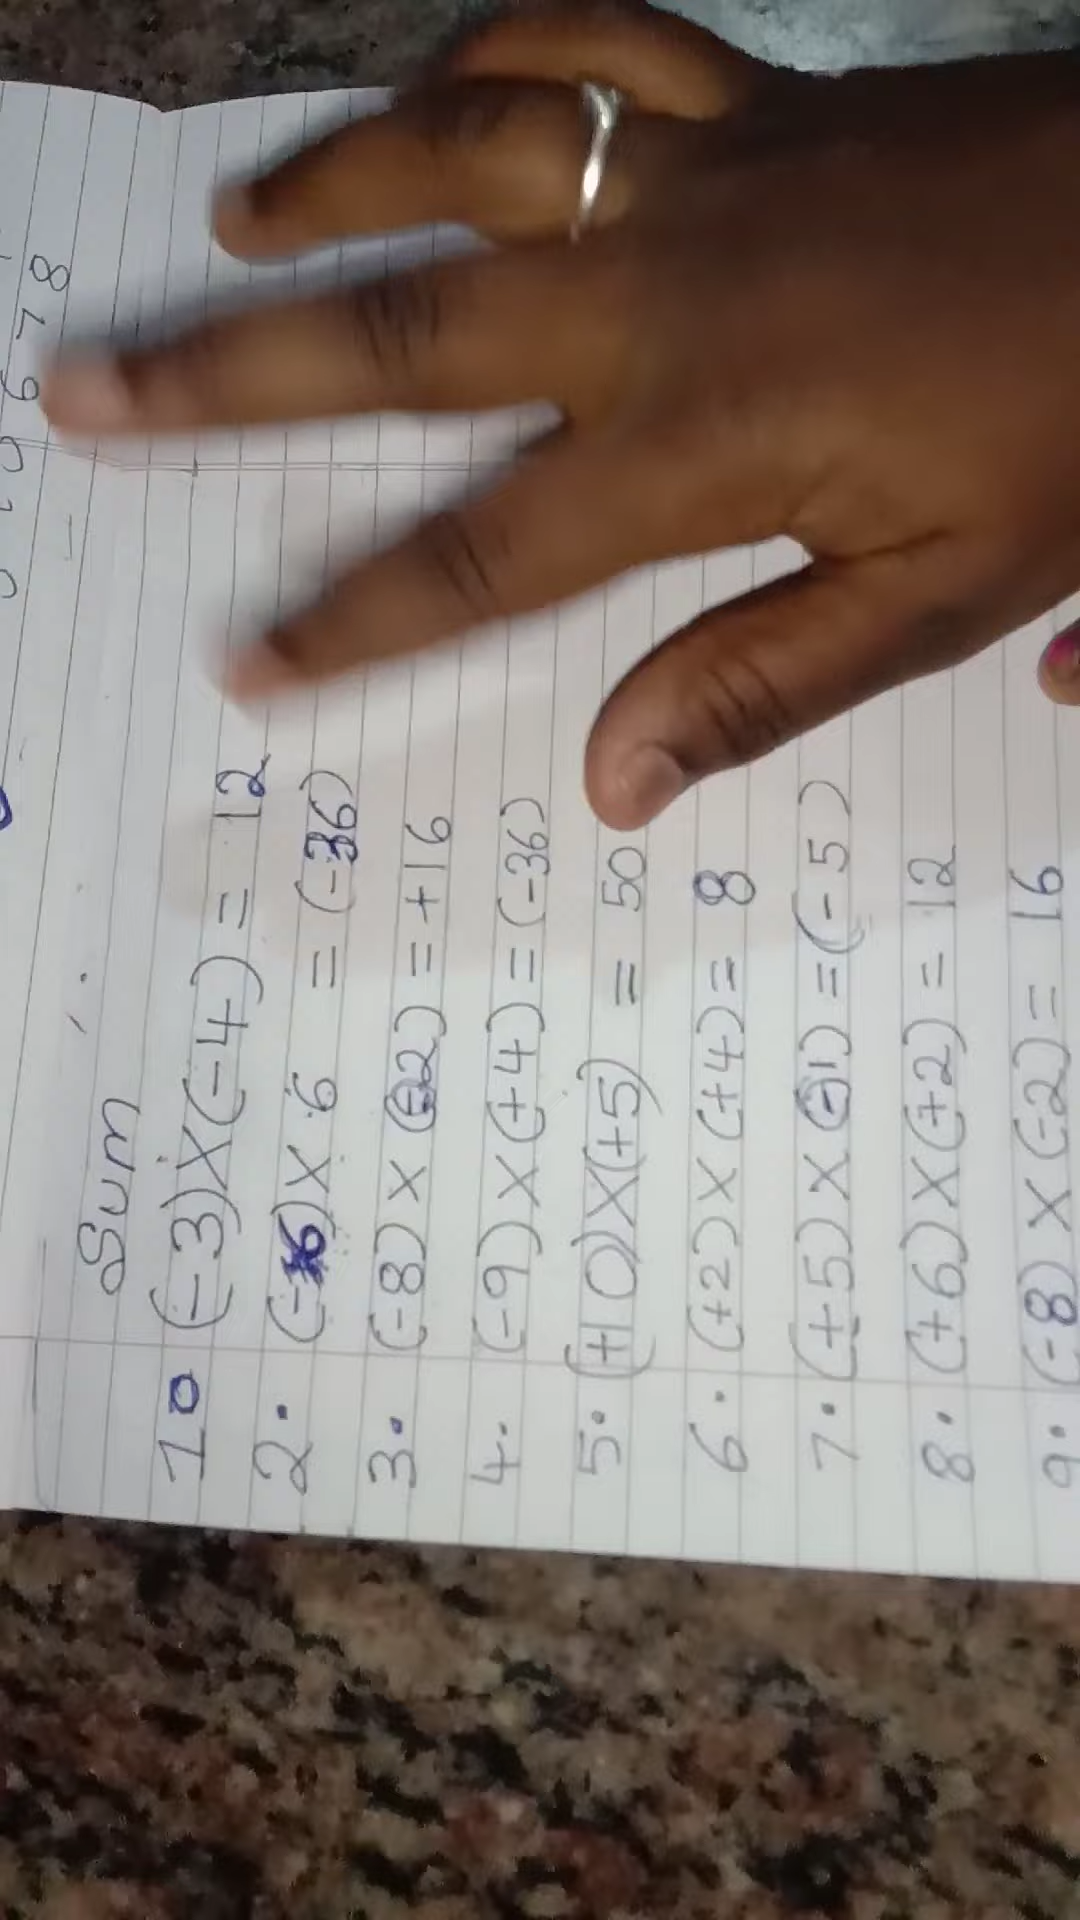 Sum
1. (-3)×(-4) = 12
2. (-6)× 6 = (-36)
3. (-8) × (-2) = +16
4. (-9)×(+4)=(-36)
5. (+10)×(+5) = 50
6. (+2)×(+4)= 8
7. (+5)×(-1) =(-5)
8. (+6)×(+2) = 12
9. (-8) ×(-2) = 16